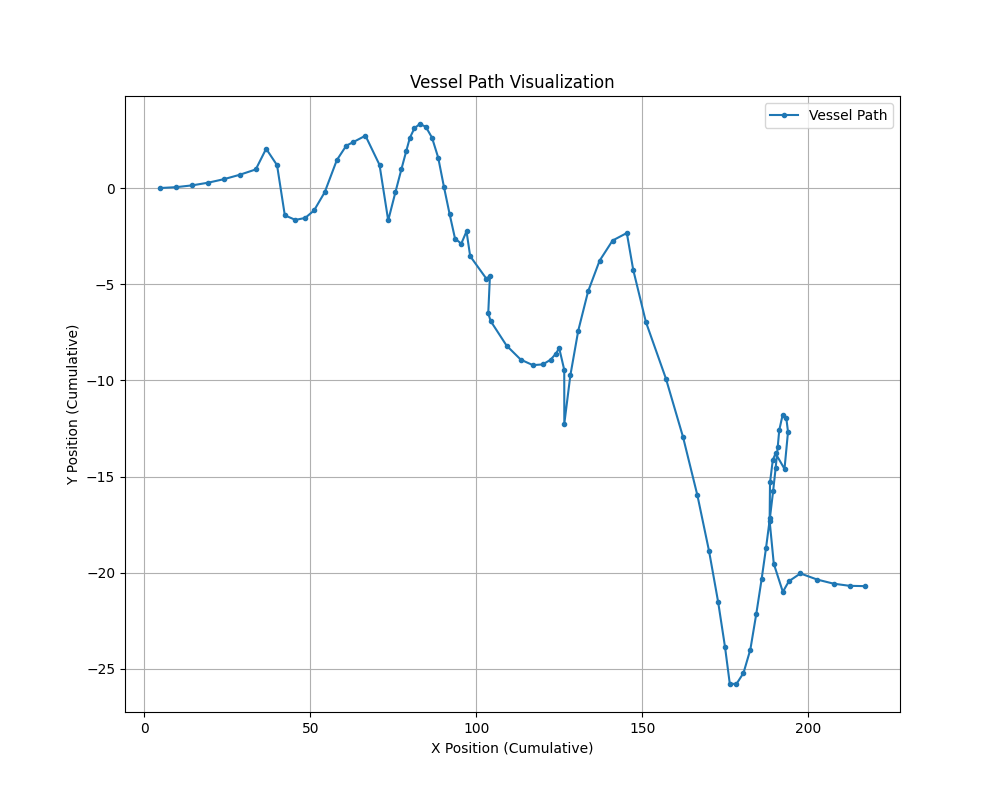 Vessel Path Visualization
Vessel Path
0
−5
−10
−15
−20
−25
Y Position (Cumulative)
0
50
100
150
200
X Position (Cumulative)